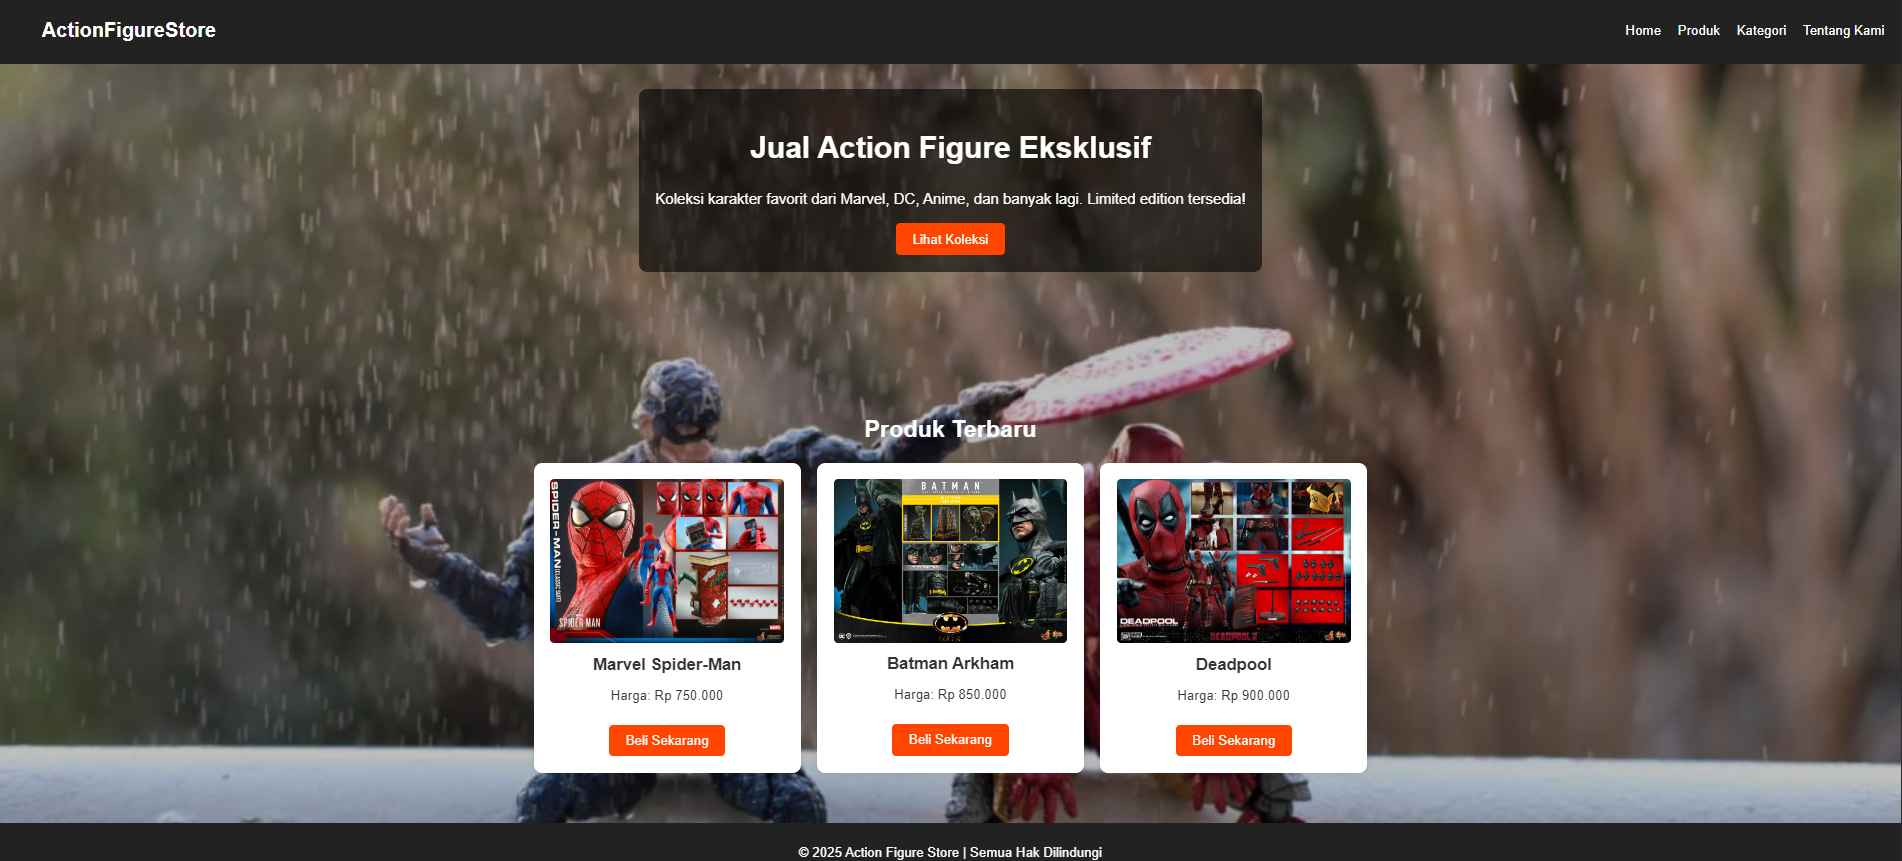 ActionFigureStore
Home Produk Kategori Tentang Kami
Jual Action Figure Eksklusif
Koleksi karakter favorit dari Marvel, DC, Anime, dan banyak lagi. Limited edition tersedia!
Lihat Koleksi
Produk Terbaru
SPIDER-MAN
SPIDER-MAN
Marvel Spider-Man
Harga: Rp 750.000
Beli Sekarang
BATMAN
Batman Arkham
Harga: Rp 850.000
Beli Sekarang
DEADPOOL
DEADPOOL 2
Deadpool
Harga: Rp 900.000
Beli Sekarang
© 2025 Action Figure Store | Semua Hak Dilindungi